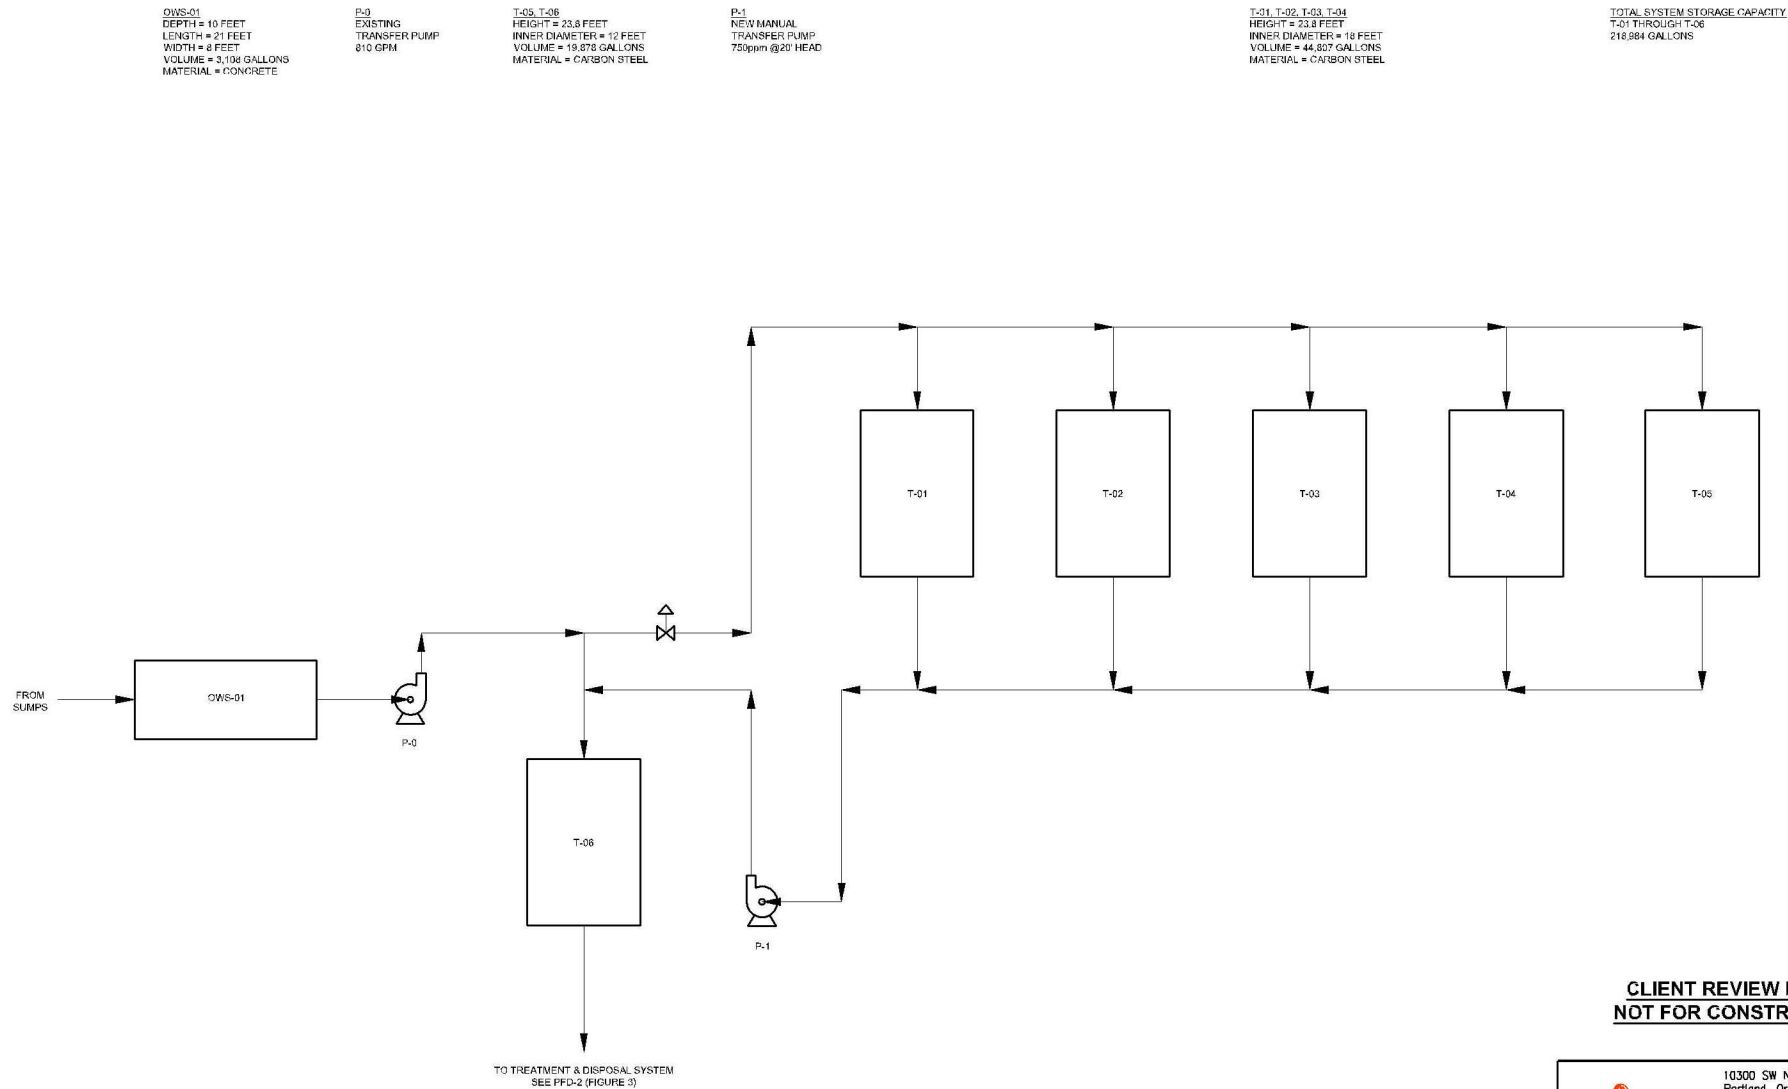 OWS-01
DEPTH = 10 FEET
LENGTH = 21 FEET
WIDTH = 8 FEET
VOLUME = 3,108 GALLONS
MATERIAL = CONCRETE
P-0
EXISTING
TRANSFER PUMP
810 GPM
T-05, T-06
HEIGHT = 23.8 FEET
INNER DIAMETER = 12 FEET
VOLUME = 19,878 GALLONS
MATERIAL = CARBON STEEL
P-1
NEW MANUAL
TRANSFER PUMP
750ppm @20' HEAD
T-01, T-02, T-03, T-04
HEIGHT = 23.8 FEET
INNER DIAMETER = 18 FEET
VOLUME = 44,807 GALLONS
MATERIAL = CARBON STEEL
TOTAL SYSTEM STORAGE CAPACITY
T-01 THROUGH T-06
218,984 GALLONS
T-01
T-02
T-03
T-04
T-05
FROM
SUMPS
OWS-01
P-0
T-06
P-1
TO TREATMENT & DISPOSAL SYSTEM
SEE PFD-2 (FIGURE 3)
CLIENT REVIEW
NOT FOR CONSTR
10300 SW N
Portland, Or